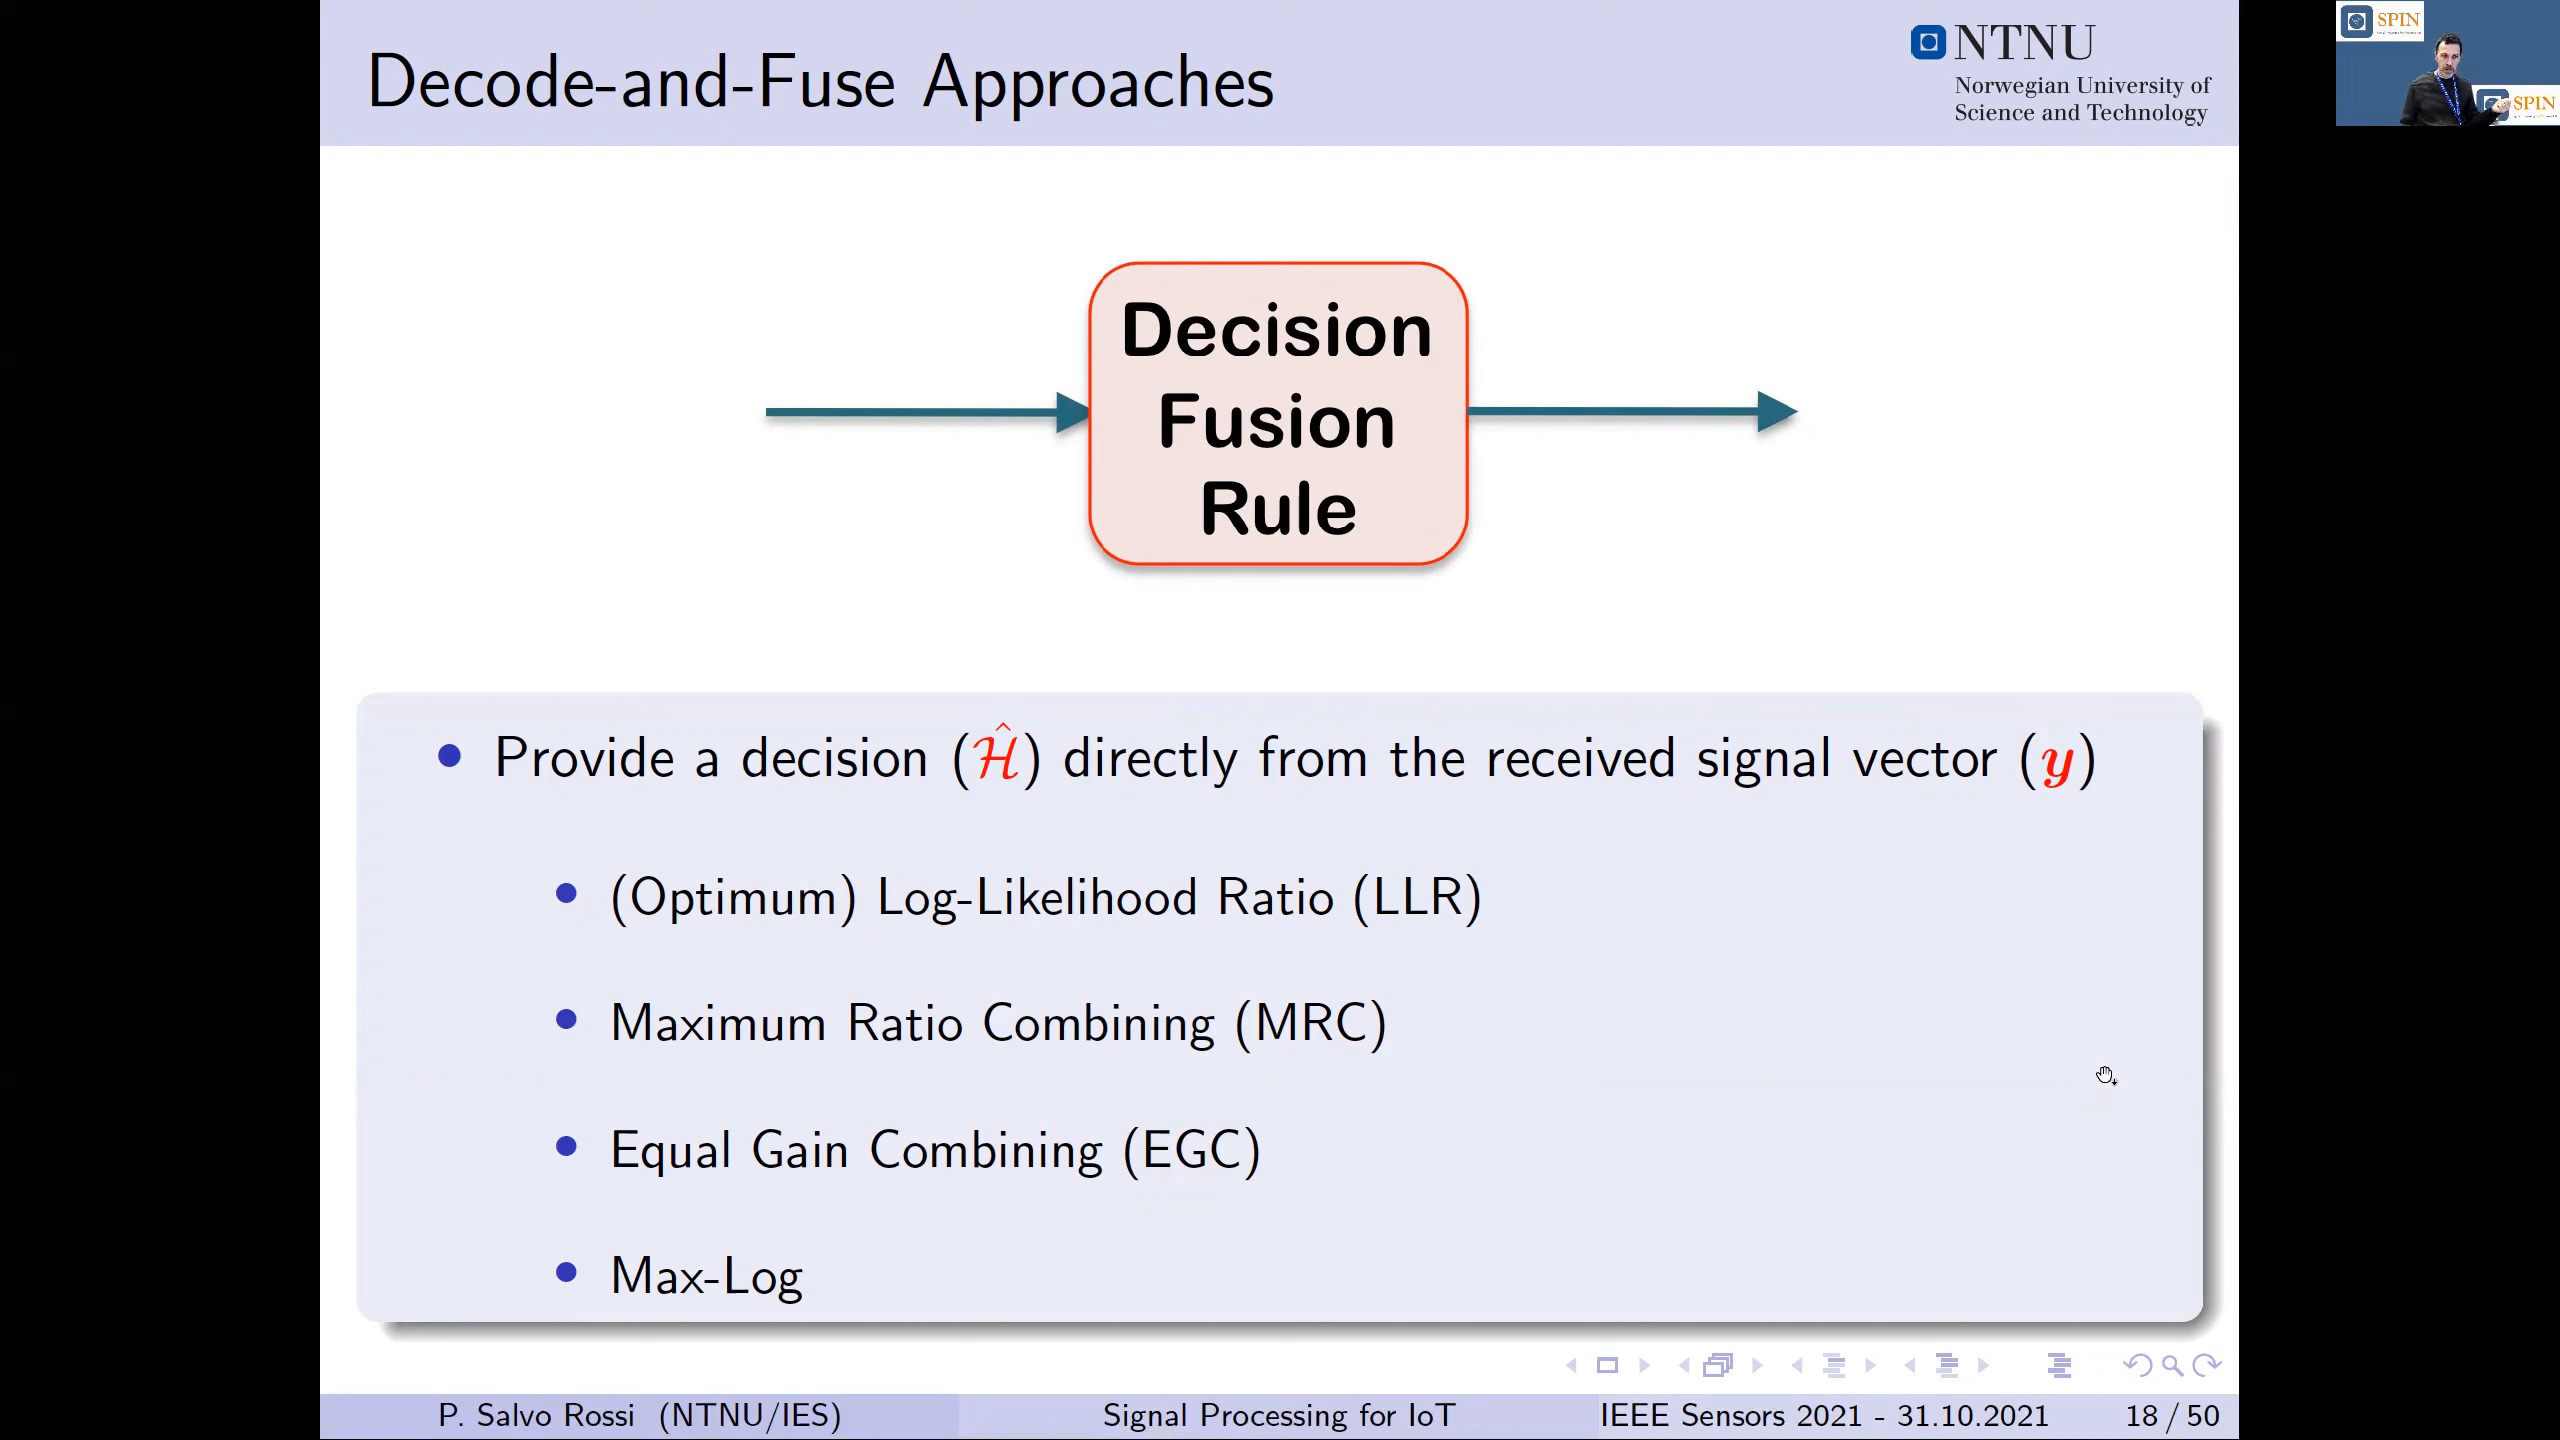 Decode-and-Fuse Approaches
NTNU
Norwegian University of
Science and Technology
SPIN
SPIN
Decision
Fusion
Rule
• Provide a decision (Ĥ) directly from the received signal vector (y)
• (Optimum) Log-Likelihood Ratio (LLR)
• Maximum Ratio Combining (MRC)
• Equal Gain Combining (EGC)
• Max-Log
P. Salvo Rossi (NTNU/IES)
Signal Processing for IoT
IEEE Sensors 2021 - 31.10.2021
18 / 50